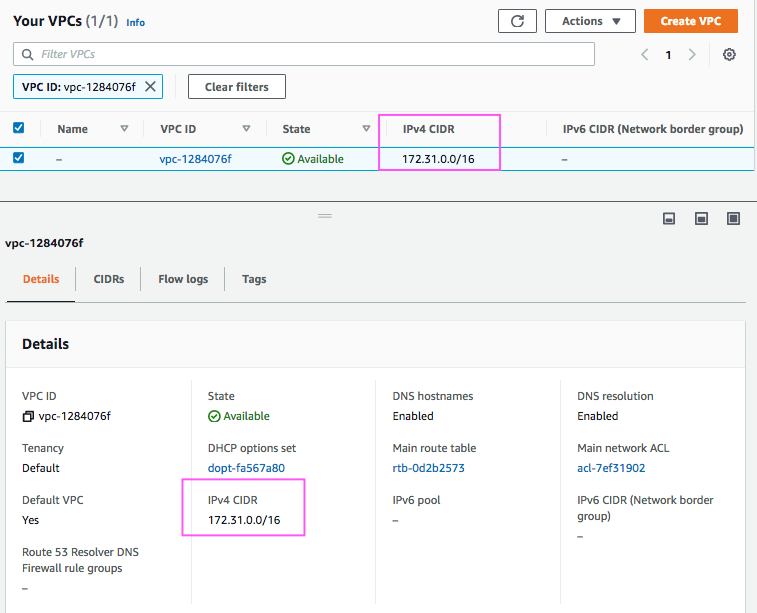 Your VPCs (1/1) Info
Actions
Create VPC
Filter VPCs
1
VPC ID: vpc-1284076f
Clear filters
Name VPC ID State IPv4 CIDR IPv6 CIDR (Network border group)
– vpc-1284076f Available 172.31.0.0/16 –
vpc-1284076f
Details CIDRs Flow logs Tags
Details
VPC ID
vpc-1284076f
State
Available
DNS hostnames
Enabled
DNS resolution
Enabled
Tenancy
Default
DHCP options set
dopt-fa567a80
Main route table
rtb-0d2b2573
Main network ACL
acl-7ef31902
Default VPC
Yes
IPv4 CIDR
172.31.0.0/16
IPv6 pool
–
IPv6 CIDR (Network border
group)
–
Route 53 Resolver DNS
Firewall rule groups
–